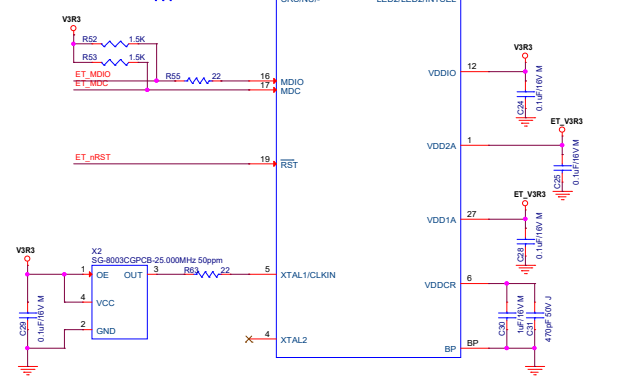 V3R3
R52 1.5K
R53 1.5K
ET_MDIO
ET_MDC
R55 22
16 MDIO
17 MDC
ET_nRST
19 RST
V3R3
X2
SG-8003CGPCB-25.000MHz 50ppm
1 OE OUT 3
R63 22
5 XTAL1/CLKIN
4 VCC
2 GND
C29
0.1uF/16V M
4 XTAL2
V3R3
VDDIO 12
C24
0.1uF/16V M
ET_V3R3
VDD2A 1
C25
0.1uF/16V M
ET_V3R3
VDD1A 27
C28
0.1uF/16V M
VDDCR 6
C30
1uF/16V M
C31
470pF 50V J
BP BP